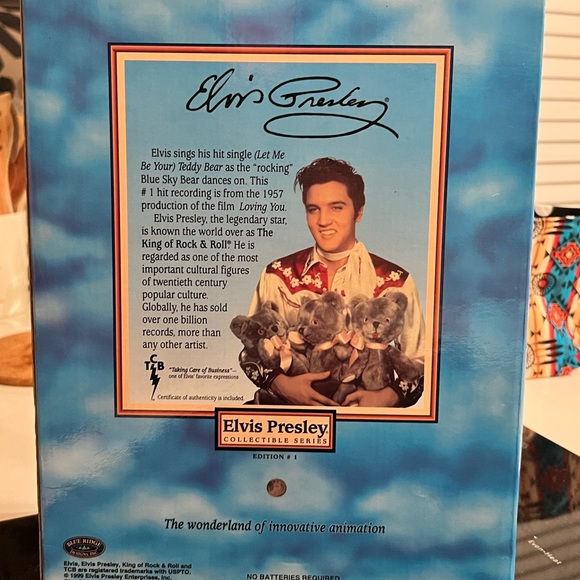 Elvis Presley®
Elvis sings his hit single (Let Me
Be Your) Teddy Bear as the "rocking"
Blue Sky Bear dances on. This
# 1 hit recording is from the 1957
production of the film Loving You.
Elvis Presley, the legendary star,
is known the world over as The
King of Rock & Roll® He is
regarded as one of the most
important cultural figures
of twentieth century
popular culture.
Globally, he has sold
over one billion
records, more than
any other artist.
TCB
"Taking Care of Business"—
one of Elvis' favorite expressions
Certificate of authenticity is included
Elvis Presley
COLLECTIBLE SERIES
EDITION # 1
The wonderland of innovative animation
BLUE RIDGE
DESIGNS, INC.
Elvis, Elvis Presley, King of Rock & Roll and
TCB are registered trademarks with USPTO.
© 1999 Elvis Presley Enterprises, Inc.
NO BATTERIES REQUIRED